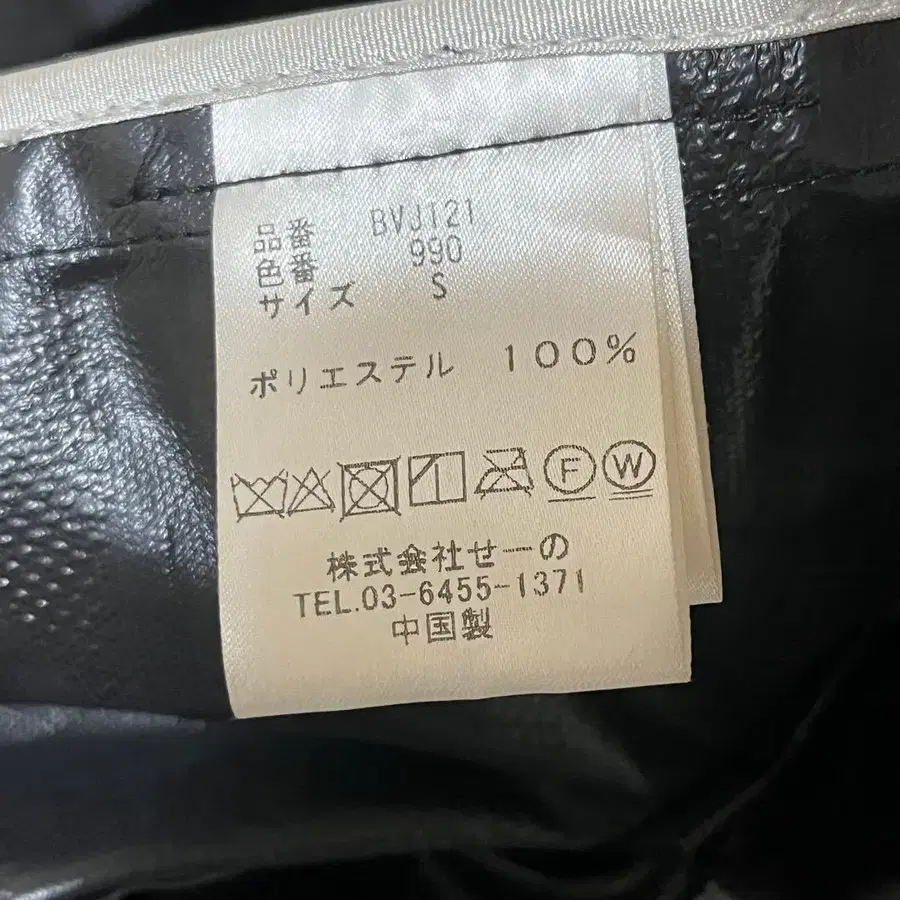 品番 BVJ121
色番 990
サイズ S
ポリエステル 100%
F W
株式会社せーの
TEL.03-6455-1371
中国製